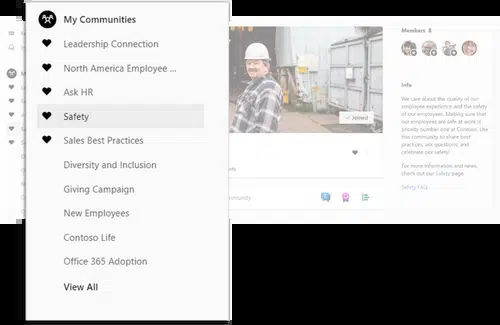 My Communities
Leadership Connection
North America Employee ...
Ask HR
Safety
Sales Best Practices
Diversity and Inclusion
Giving Campaign
New Employees
Contoso Life
Office 365 Adoption
View All
Joined
Members 8
Info
We care about the quality of our
employee experience and the safety
of our employees. Making sure that
our employees are safe at work is
priority number one at Contoso. Use
this community to share best
practices, ask questions, and
celebrate our safety!
For more information and news,
check out our Safety page.
Safety FAQ